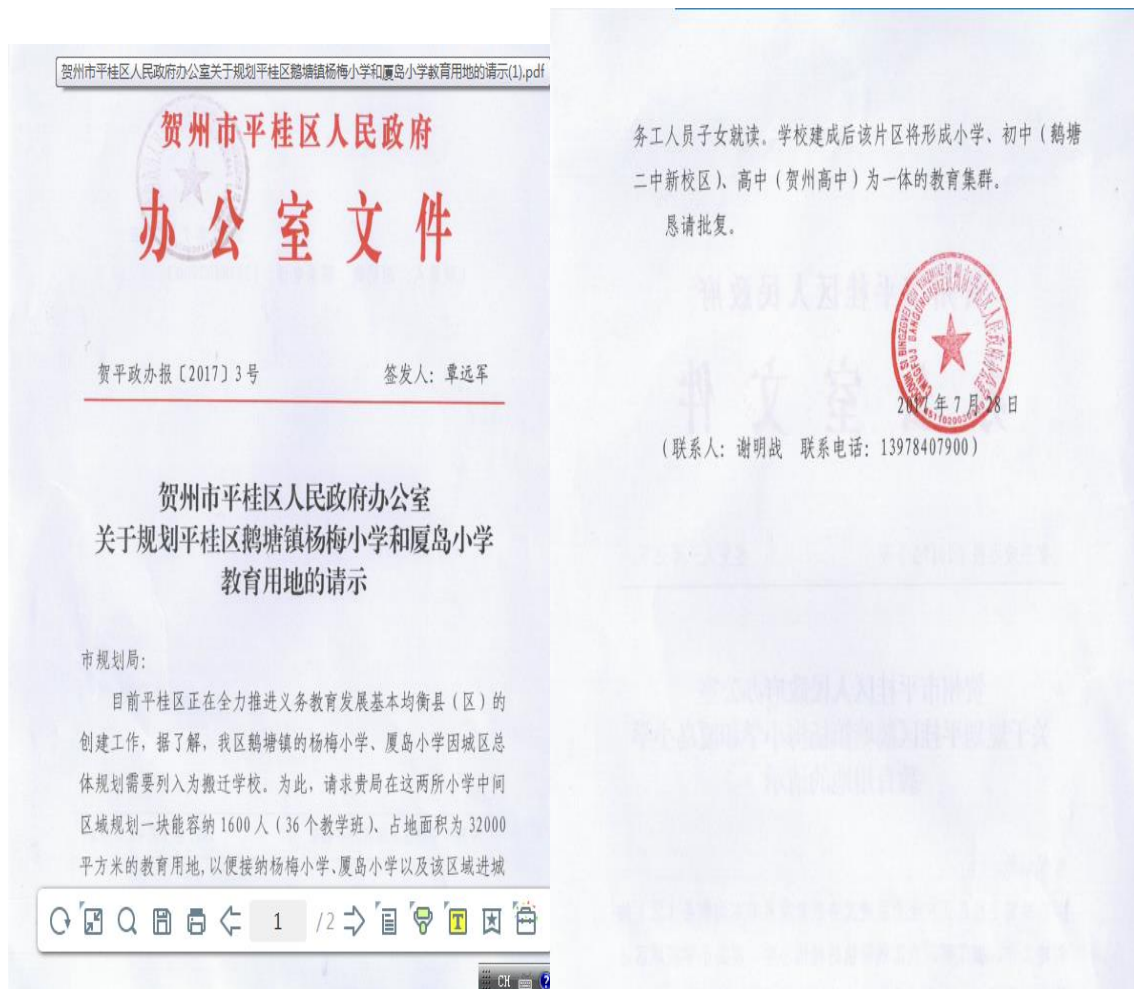 贺州市平桂区人民政府办公室关于规划平桂区鹅塘镇杨梅小学和厦岛小学教育用地的请示(1).pdf
贺州市平桂区人民政府
办公室文件
贺平政办报〔2017〕3号 签发人：覃远军
贺州市平桂区人民政府办公室
关于规划平桂区鹅塘镇杨梅小学和厦岛小学
教育用地的请示
市规划局：
目前平桂区正在全力推进义务教育发展基本均衡县（区）的
创建工作，据了解，我区鹅塘镇的杨梅小学、厦岛小学因城区总
体规划需要列入为搬迁学校。为此，请求贵局在这两所小学中间
区域规划一块能容纳1600人（36个教学班）、占地面积为32000
平方米的教育用地,以便接纳杨梅小学、厦岛小学以及该区域进城
1 /2
CH
务工人员子女就读。学校建成后该片区将形成小学、初中（鹅塘
二中新校区）、高中（贺州高中）为一体的教育集群。
恳请批复。
2017年7月28日
（联系人：谢明战 联系电话：13978407900）